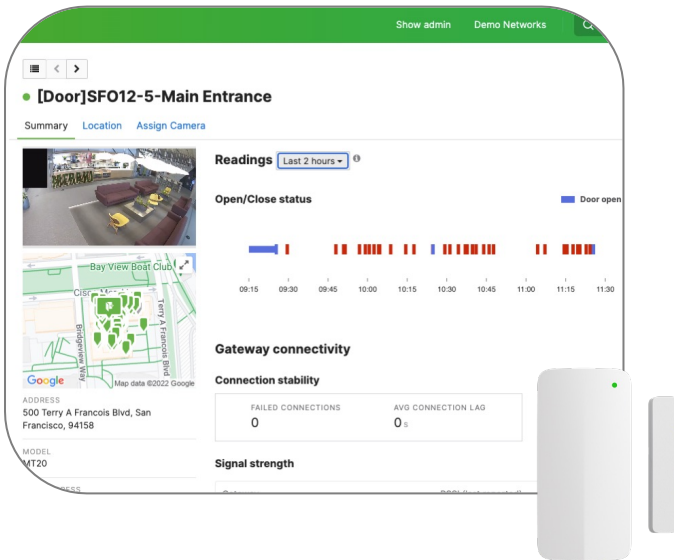 Show admin Demo Networks
[Door]SFO12-5-Main Entrance
Summary Location Assign Camera
Readings Last 2 hours
Open/Close status
Door open
09:15 09:30 09:45 10:00 10:15 10:30 10:45 11:00 11:15 11:30
Bay View Boat Club
Terry A Francois Blvd
Bridgeview Way
Google
Map data ©2022 Google
ADDRESS
500 Terry A Francois Blvd, San
Francisco, 94158
MODEL
MT20
Gateway connectivity
Connection stability
FAILED CONNECTIONS AVG CONNECTION LAG
0 0 s
Signal strength